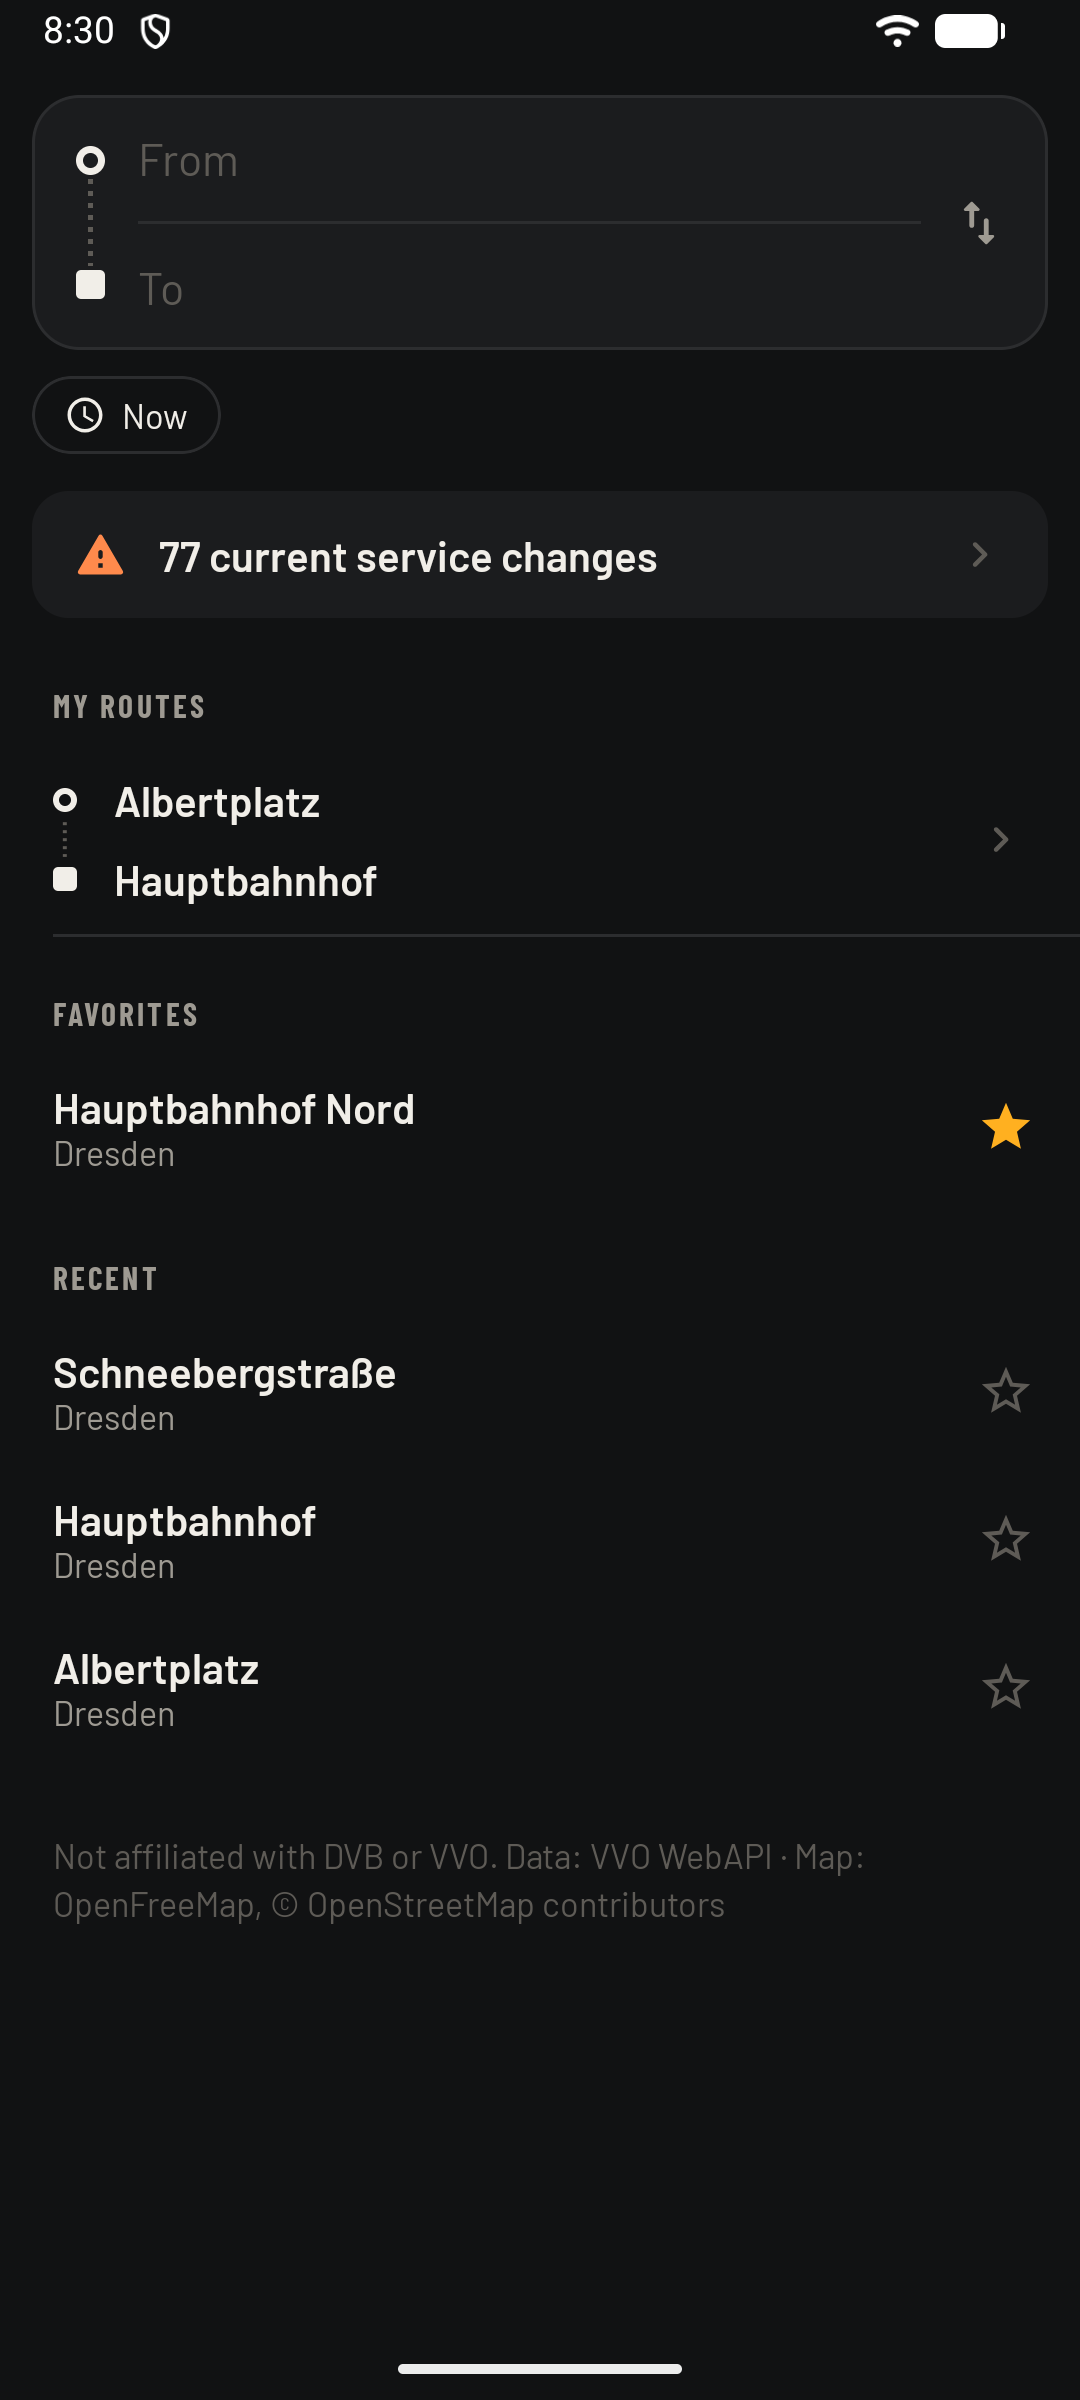 8:30
From
To
Now
77 current service changes
MY ROUTES
Albertplatz
Hauptbahnhof
FAVORITES
Hauptbahnhof Nord
Dresden
RECENT
Schneebergstraße
Dresden
Hauptbahnhof
Dresden
Albertplatz
Dresden
Not affiliated with DVB or VVO. Data: VVO WebAPI · Map:
OpenFreeMap, © OpenStreetMap contributors